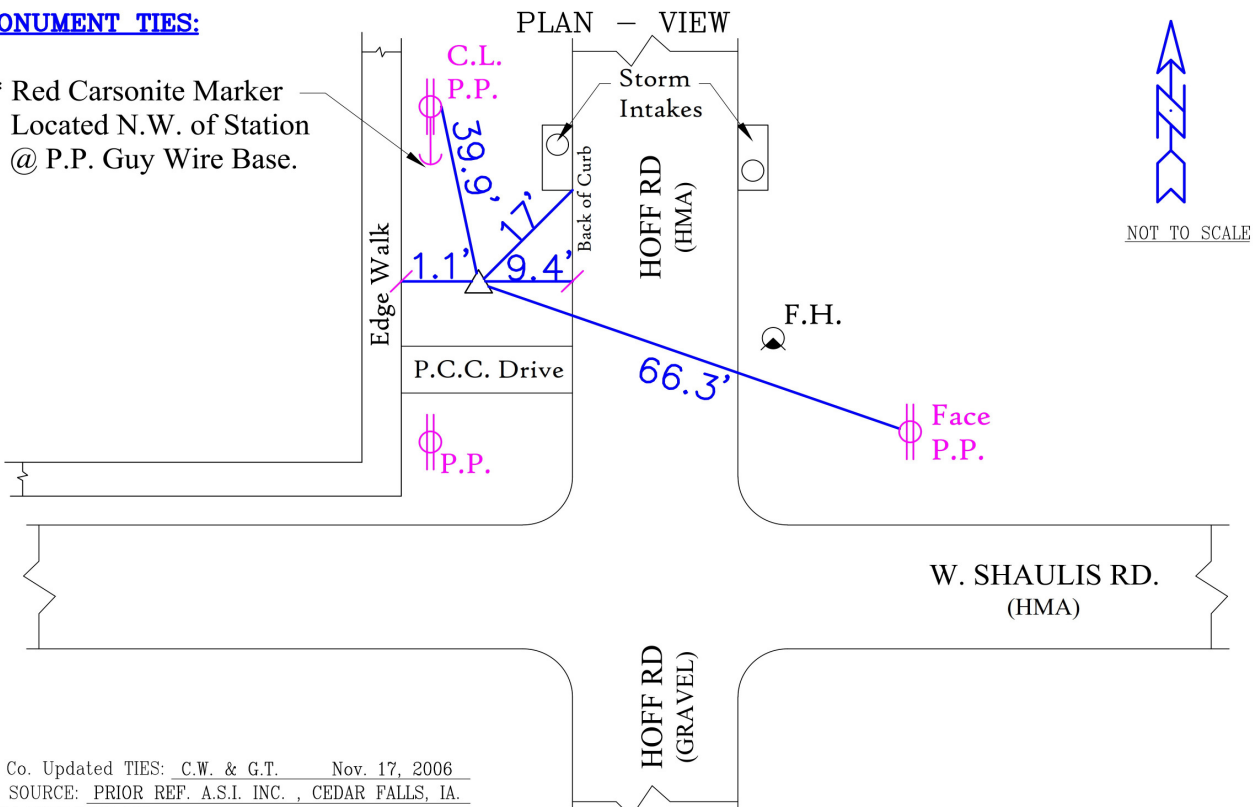 ONUMENT TIES:
PLAN - VIEW
Red Carsonite Marker
Located N.W. of Station
@ P.P. Guy Wire Base.
C.L.
P.P.
Storm
Intakes
39.9'
17'
1.1'
9.4'
Edge Walk
Back of Curb
HOFF RD
(HMA)
N
NOT TO SCALE
F.H.
P.C.C. Drive
66.3'
Face
P.P.
P.P.
W. SHAULIS RD.
(HMA)
HOFF RD
(GRAVEL)
Co. Updated TIES: C.W. & G.T. Nov. 17, 2006
SOURCE: PRIOR REF. A.S.I. INC. , CEDAR FALLS, IA.